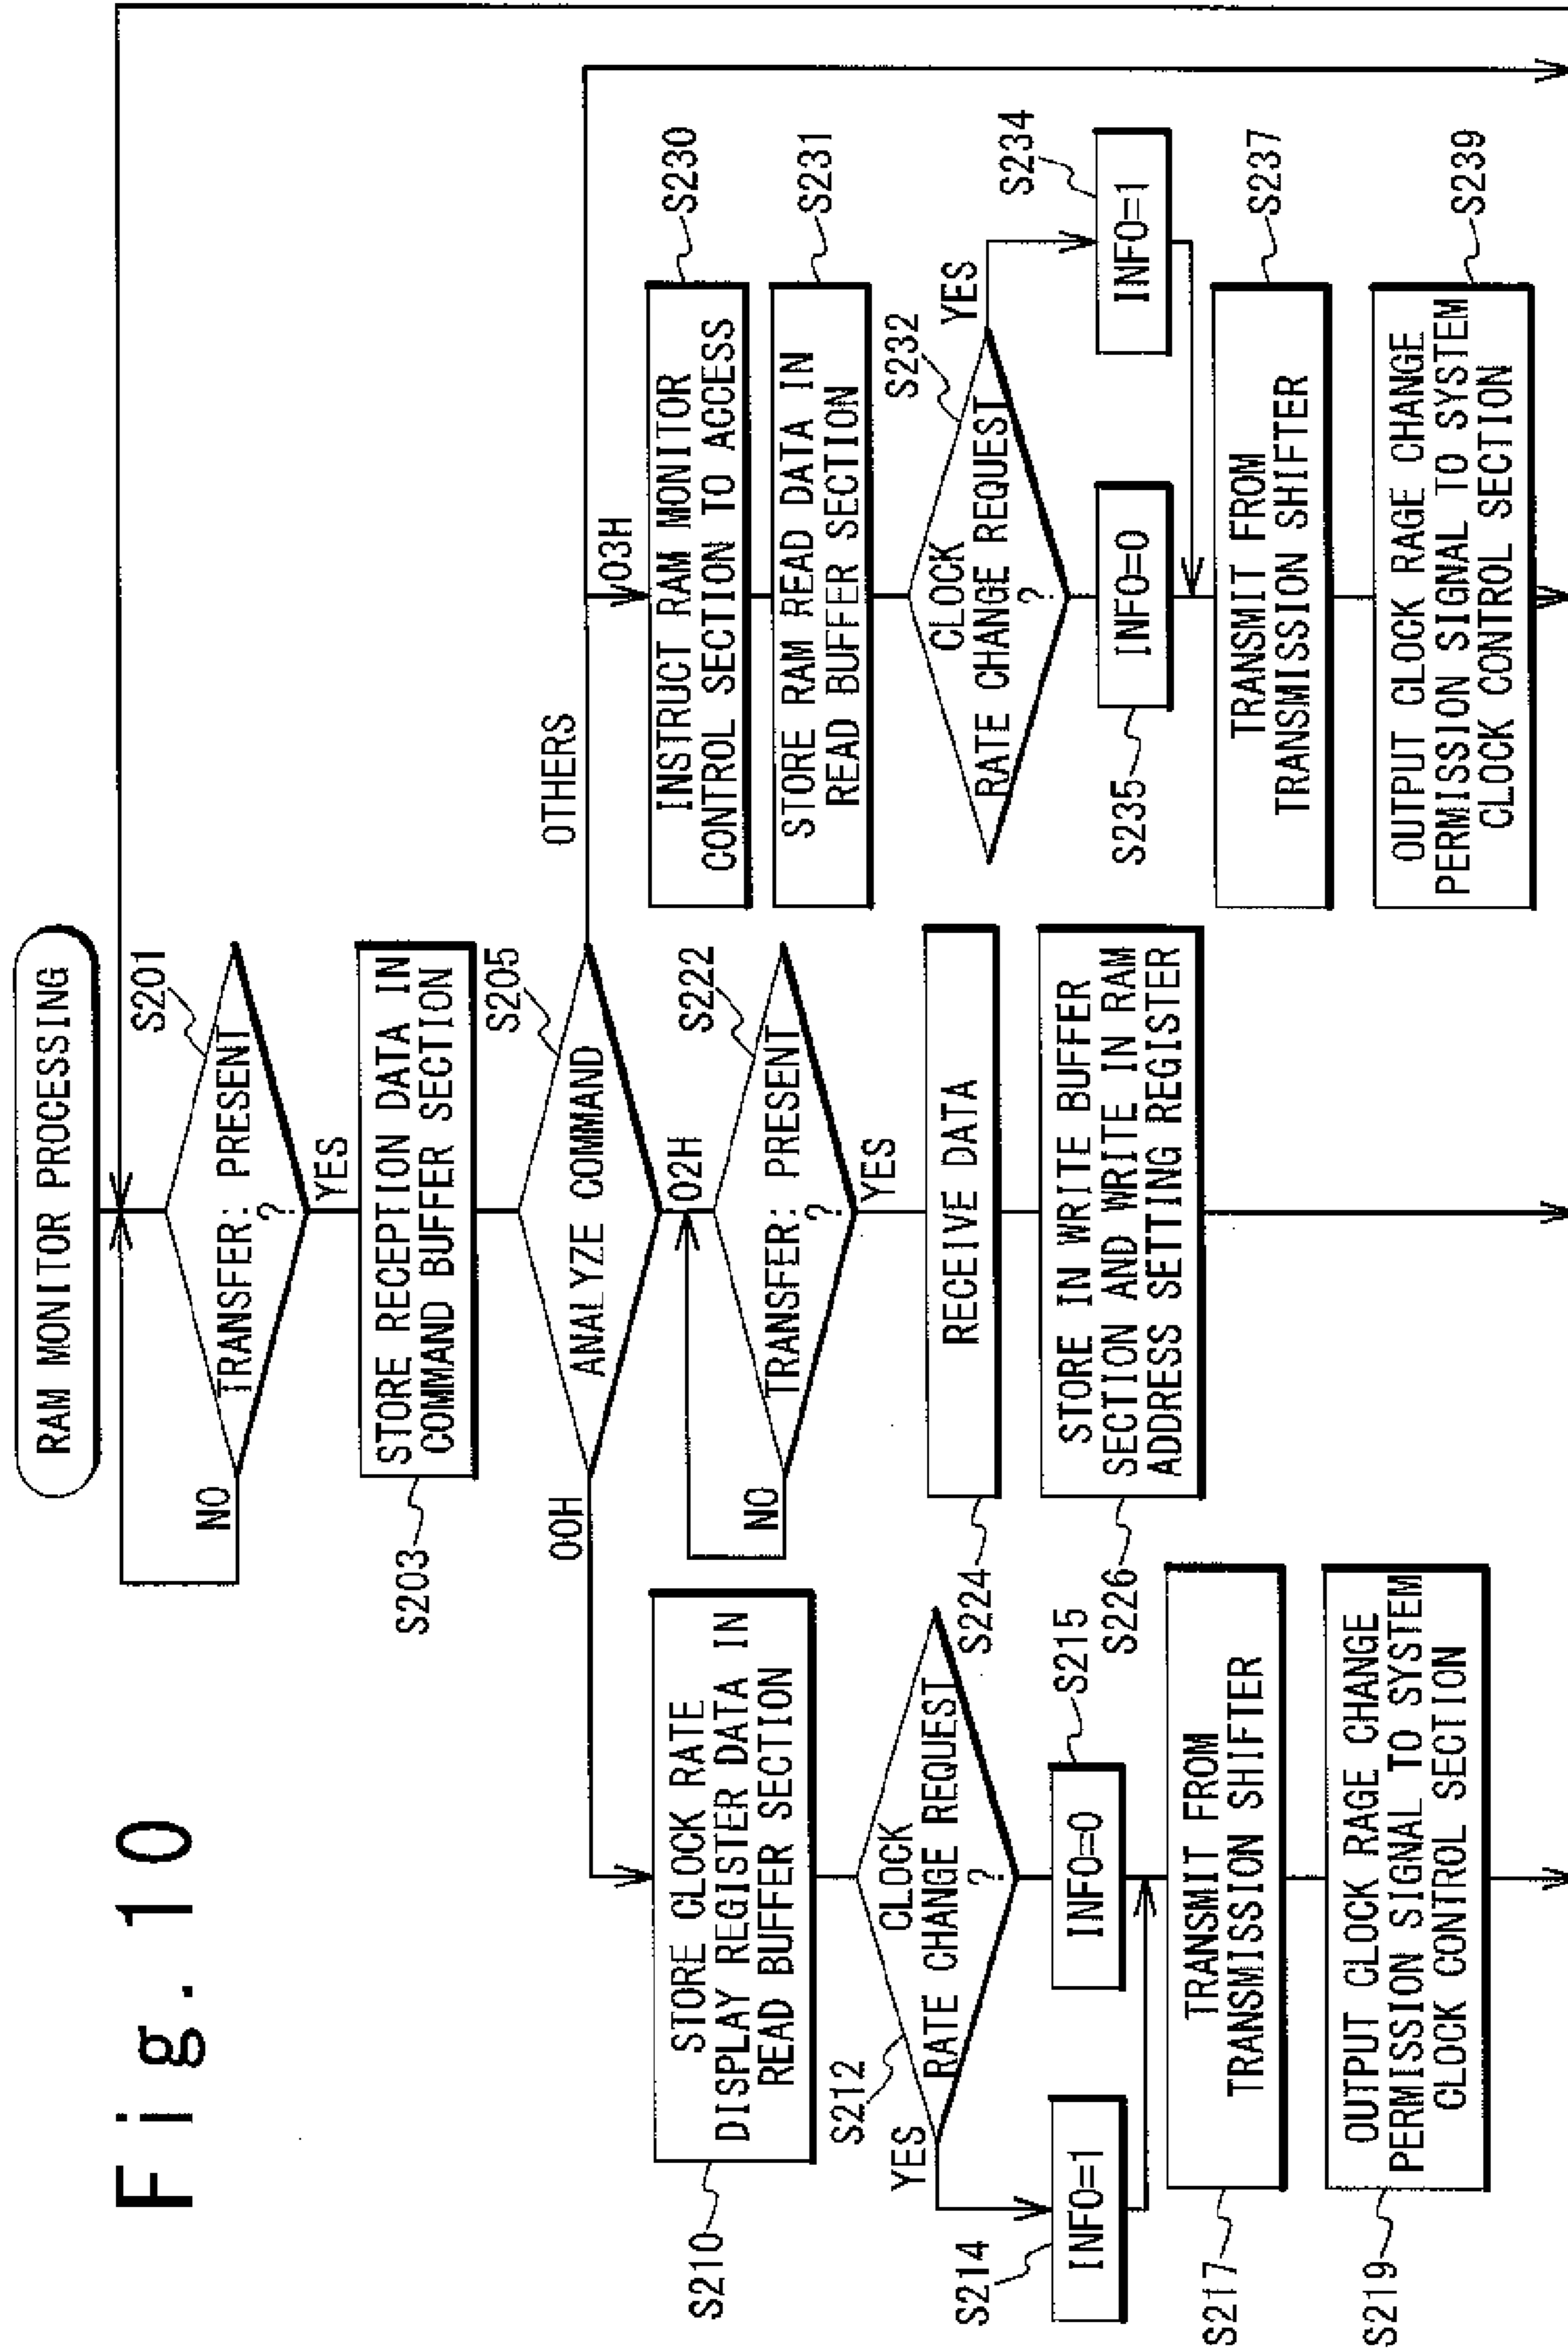 Fig.10
RAM MONITOR PROCESSING
S201
TRANSFER: PRESENT
?
NO
YES
S203
STORE RECEPTION DATA IN
COMMAND BUFFER SECTION
S205
ANALYZE COMMAND
00H
02H
OTHERS
03H
S210
STORE CLOCK RATE
DISPLAY REGISTER DATA IN
READ BUFFER SECTION
S212
CLOCK
RATE CHANGE REQUEST
?
YES
S214
INFO=1
INFO=0
S215
S217
TRANSMIT FROM
TRANSMISSION SHIFTER
S219
OUTPUT CLOCK RAGE CHANGE
PERMISSION SIGNAL TO SYSTEM
CLOCK CONTROL SECTION
S222
TRANSFER: PRESENT
?
NO
YES
S224
RECEIVE DATA
S226
STORE IN WRITE BUFFER
SECTION AND WRITE IN RAM
ADDRESS SETTING REGISTER
S230
INSTRUCT RAM MONITOR
CONTROL SECTION TO ACCESS
S231
STORE RAM READ DATA IN
READ BUFFER SECTION
S232
CLOCK
RATE CHANGE REQUEST
?
YES
S234
INFO=1
S235
INFO=0
S237
TRANSMIT FROM
TRANSMISSION SHIFTER
S239
OUTPUT CLOCK RAGE CHANGE
PERMISSION SIGNAL TO SYSTEM
CLOCK CONTROL SECTION